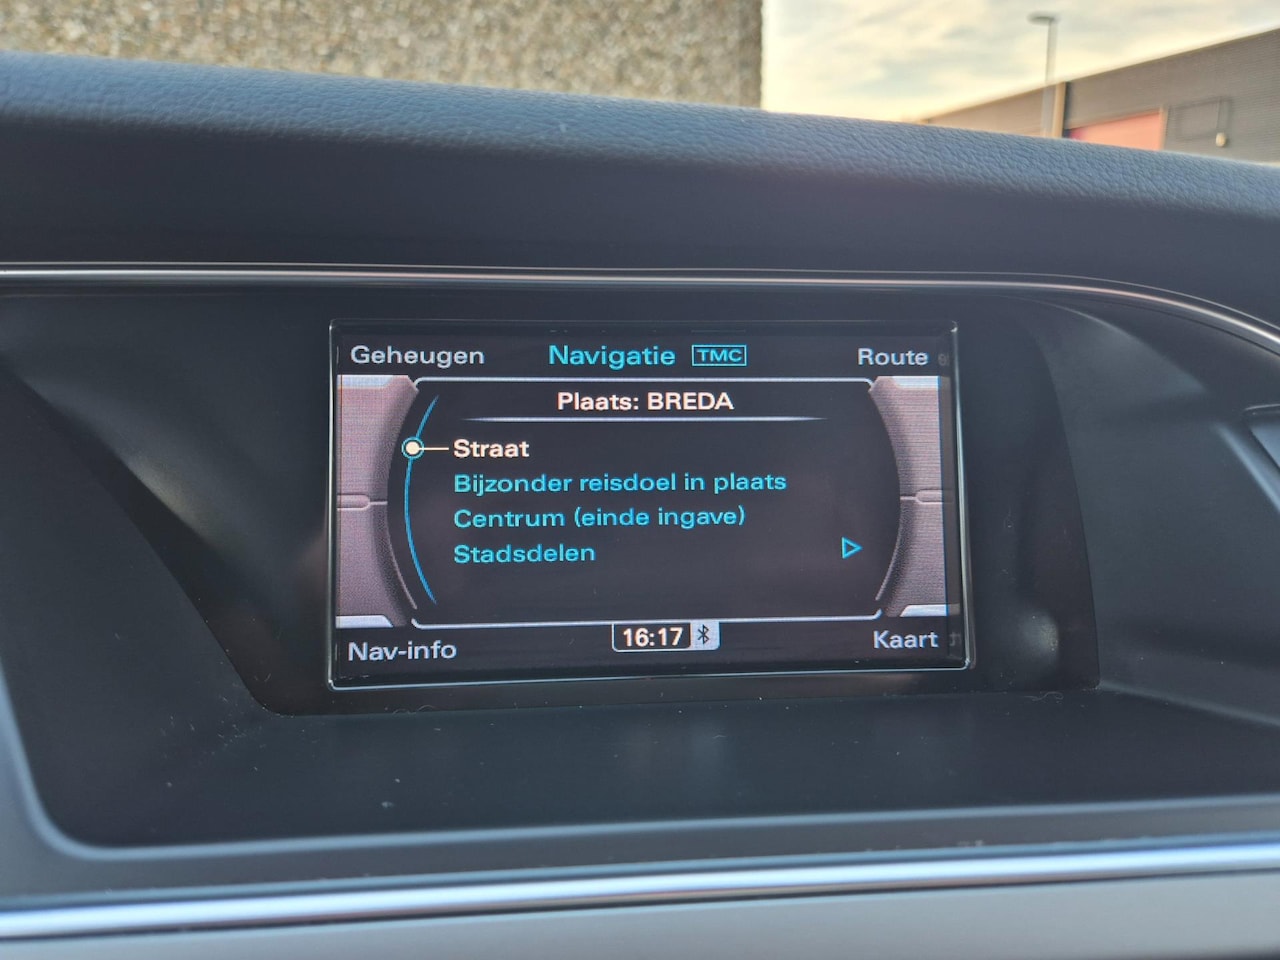 Geheugen Navigatie TMC Route
Plaats: BREDA
Straat
Bijzonder reisdoel in plaats
Centrum (einde ingave)
Stadsdelen
Nav-info 16:17 Kaart